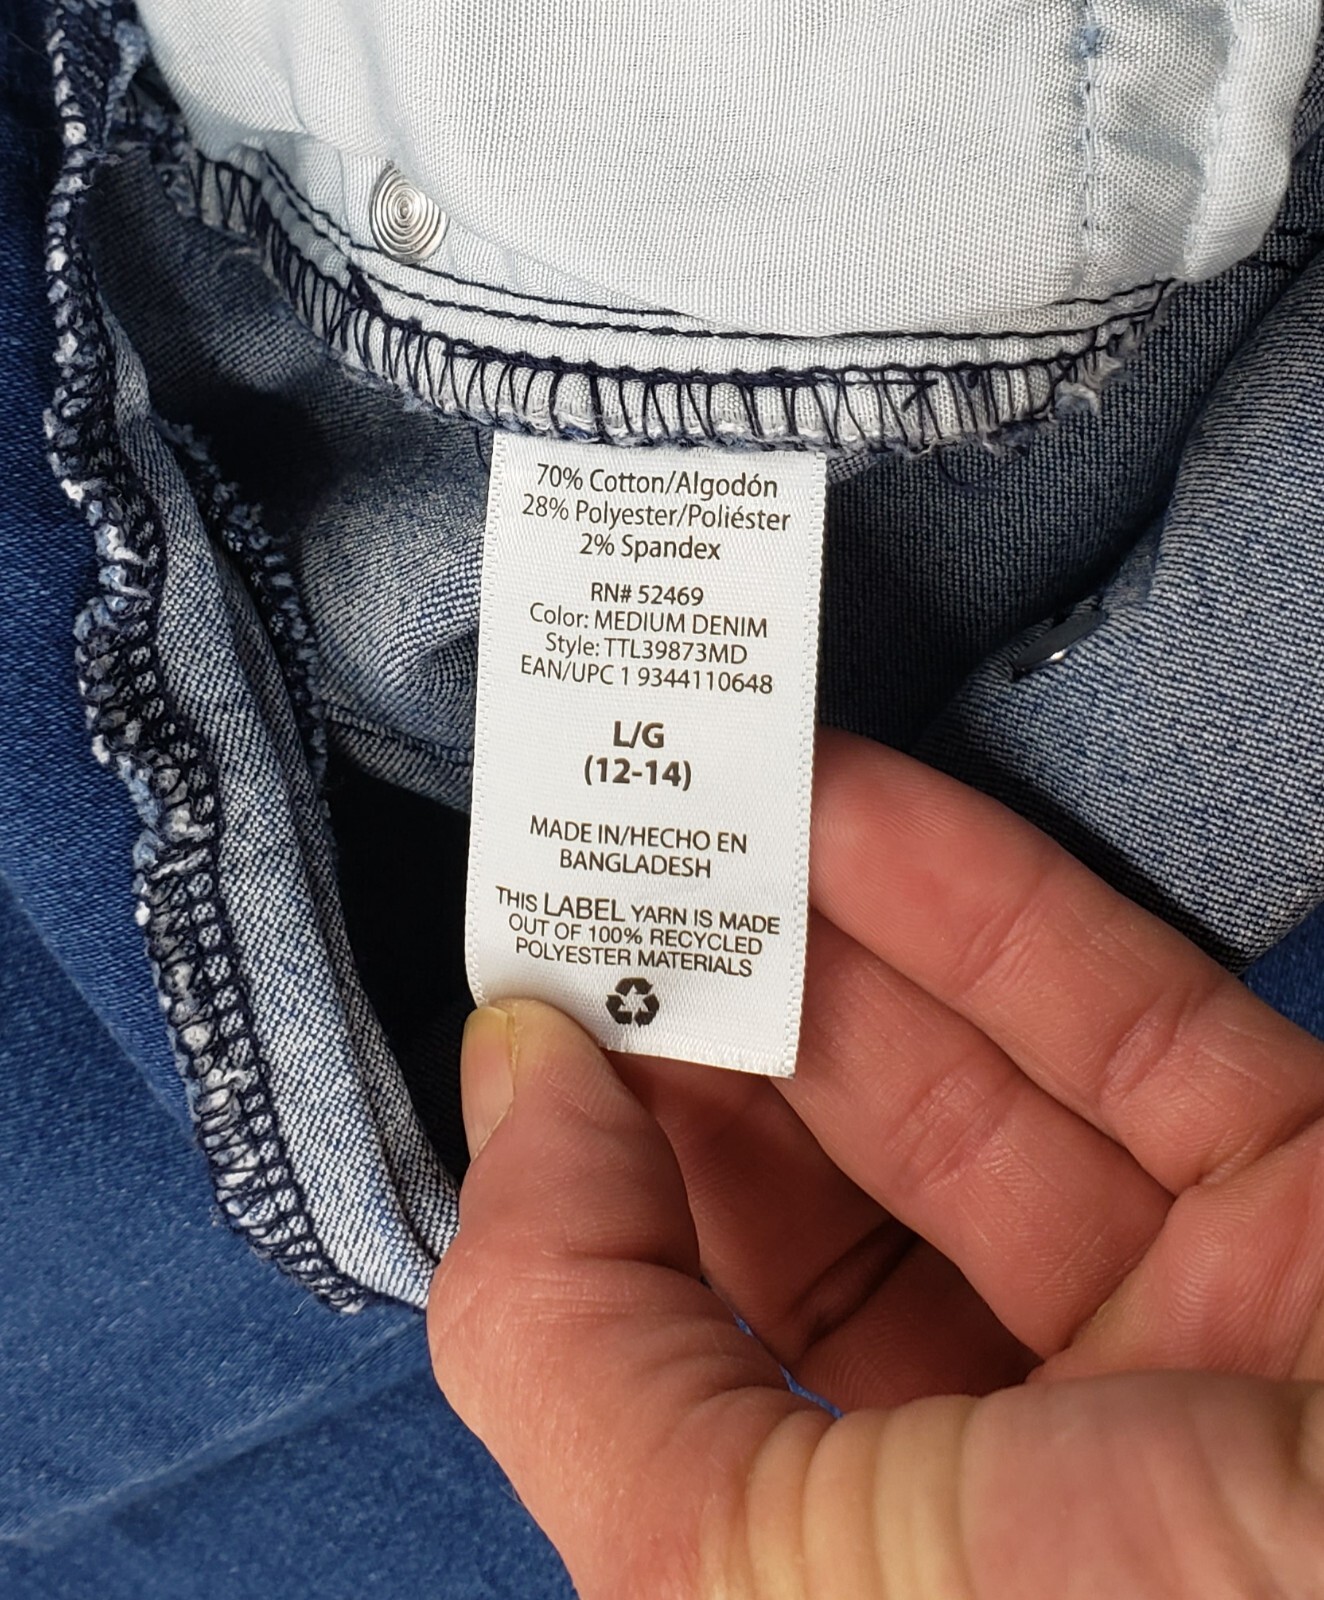 70% Cotton/Algodón
28% Polyester/Poliéster
2% Spandex
RN# 52469
Color: MEDIUM DENIM
Style: TTL39873MD
EAN/UPC 1 9344110648
L/G
(12-14)
MADE IN/HECHO EN
BANGLADESH
THIS LABEL YARN IS MADE
OUT OF 100% RECYCLED
POLYESTER MATERIALS